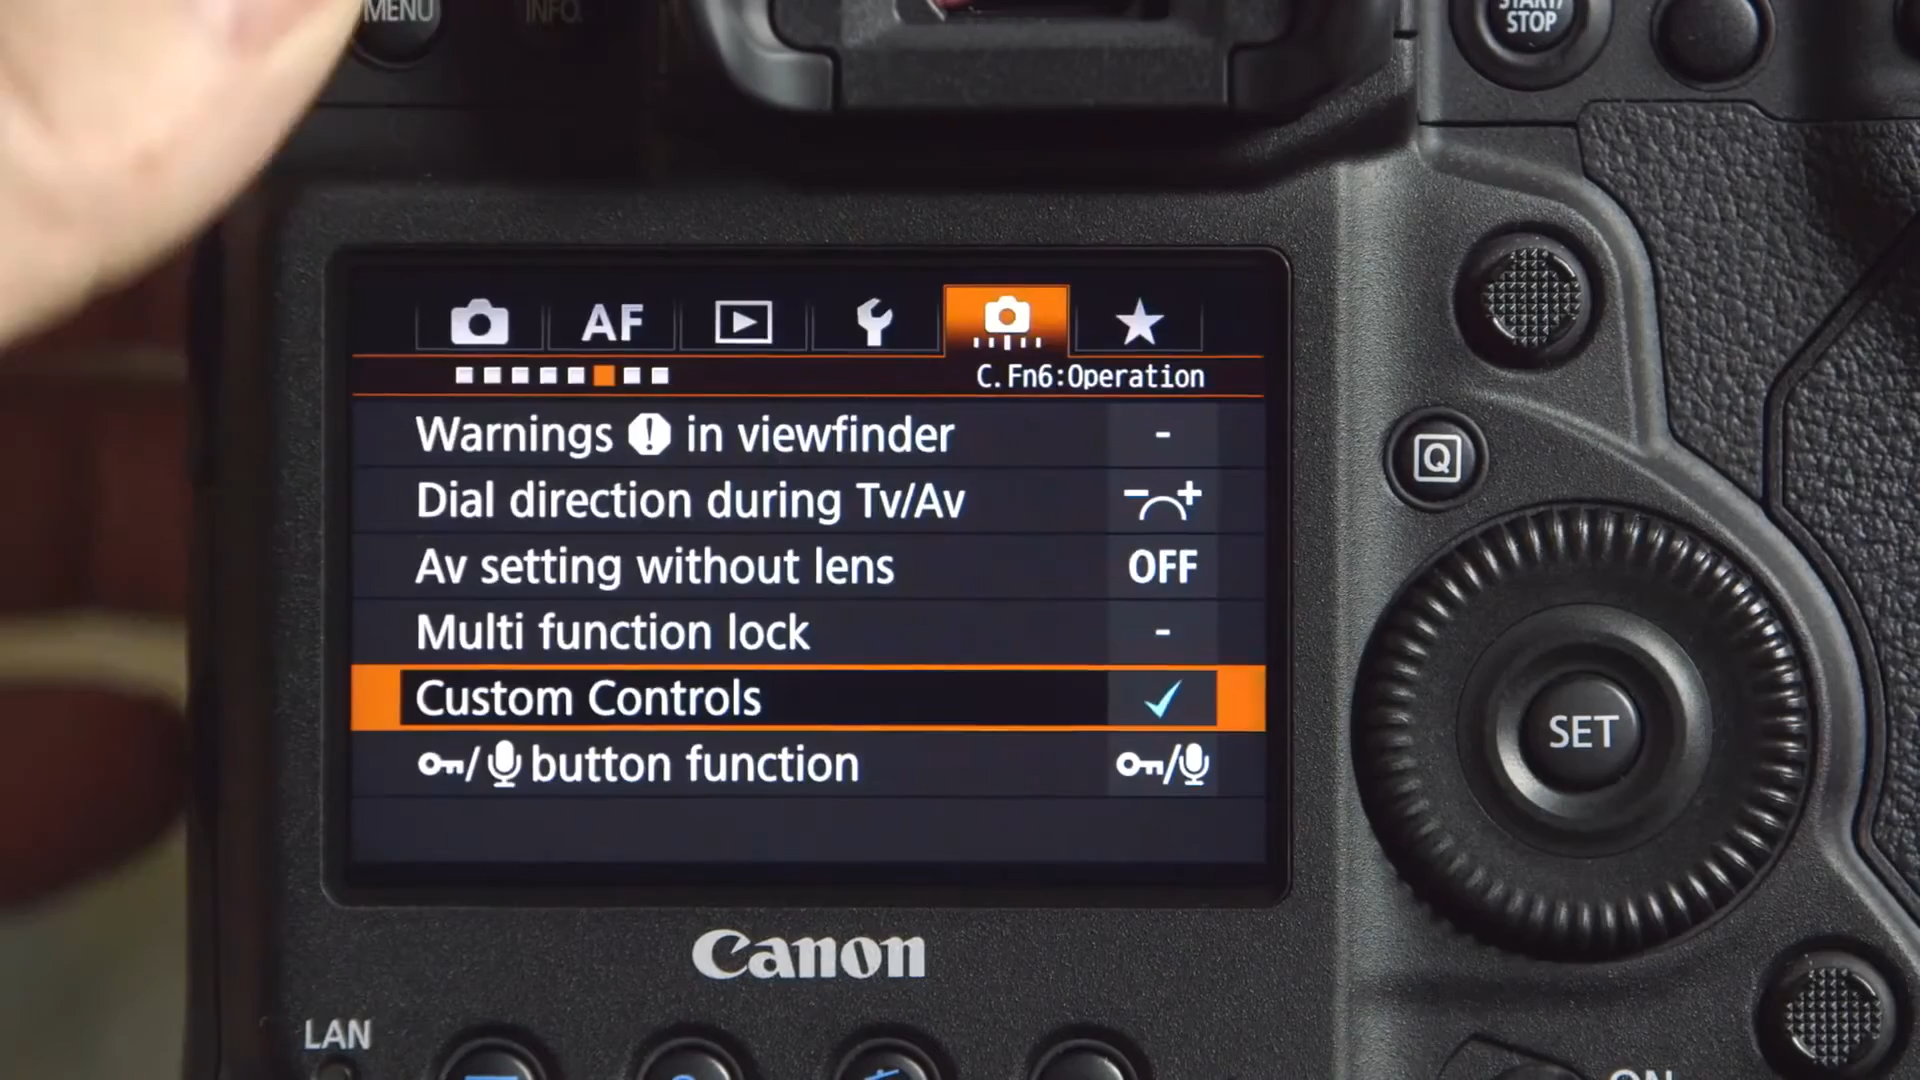 MENU
INFO.
START/
STOP
AF
C.Fn6:Operation
Warnings in viewfinder -
Dial direction during Tv/Av - +
Av setting without lens OFF
Multi function lock -
Custom Controls
/ button function /
Q
SET
Canon
LAN
ON